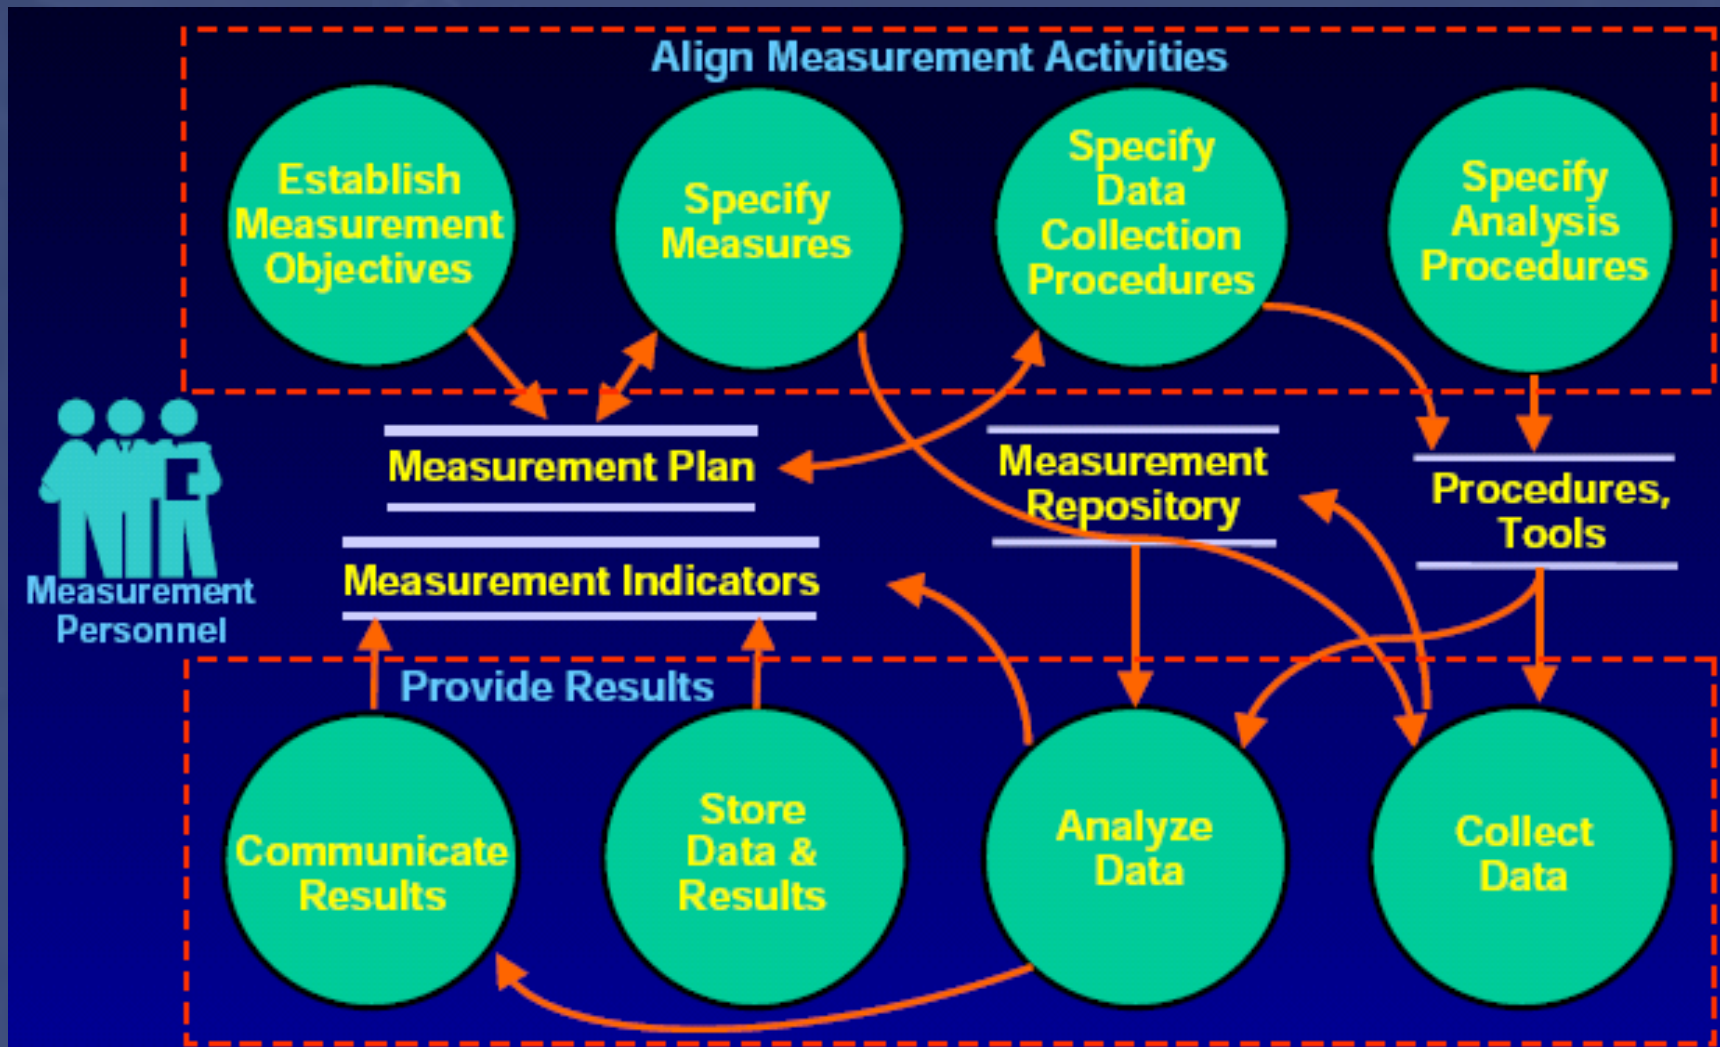 Align Measurement Activities
Establish
Measurement
Objectives
Specify
Measures
Specify
Data
Collection
Procedures
Specify
Analysis
Procedures
Measurement Plan
Measurement
Repository
Procedures,
Tools
Measurement Indicators
Measurement
Personnel
Provide Results
Communicate
Results
Store
Data &
Results
Analyze
Data
Collect
Data